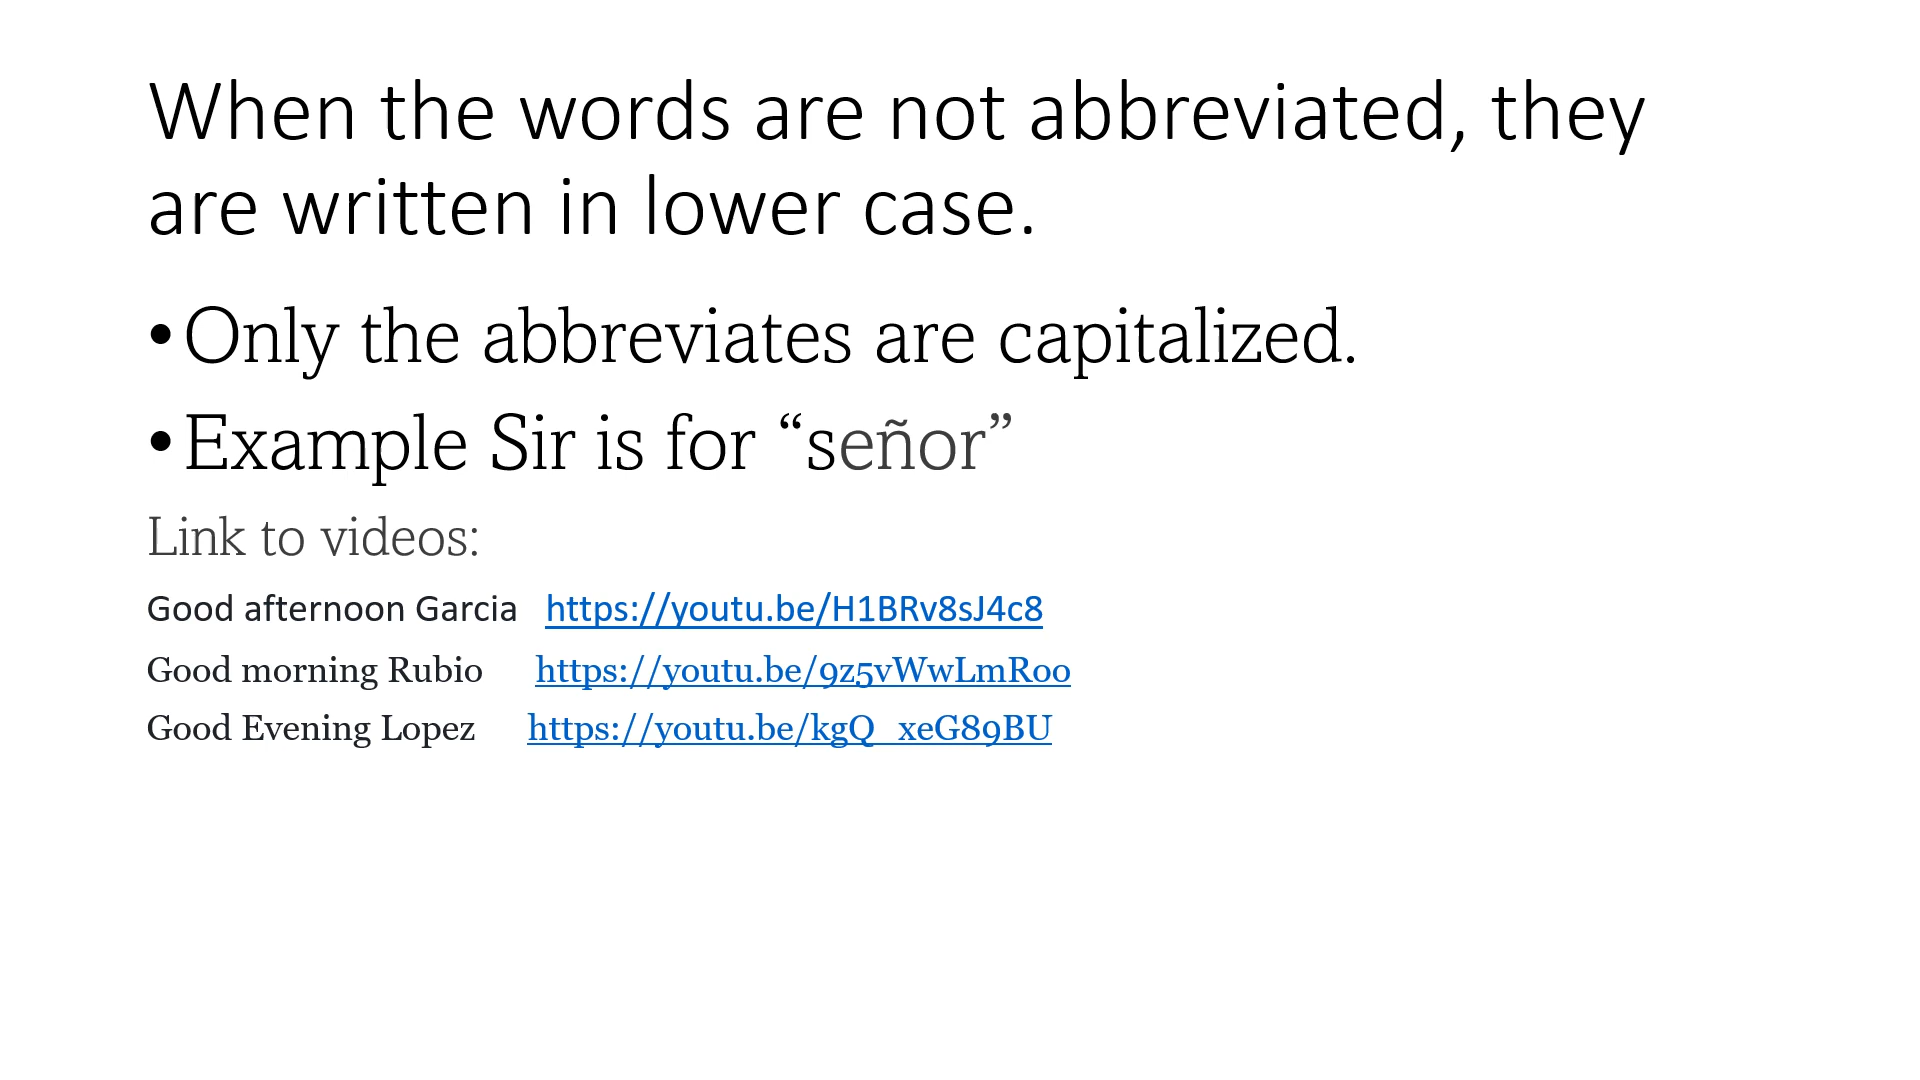 When the words are not abbreviated, they
are written in lower case.
• Only the abbreviates are capitalized.
• Example Sir is for “señor”
Link to videos:
Good afternoon Garcia https://youtu.be/H1BRv8sJ4c8
Good morning Rubio https://youtu.be/9z5vWwLmRoo
Good Evening Lopez https://youtu.be/kgQ_xeG89BU